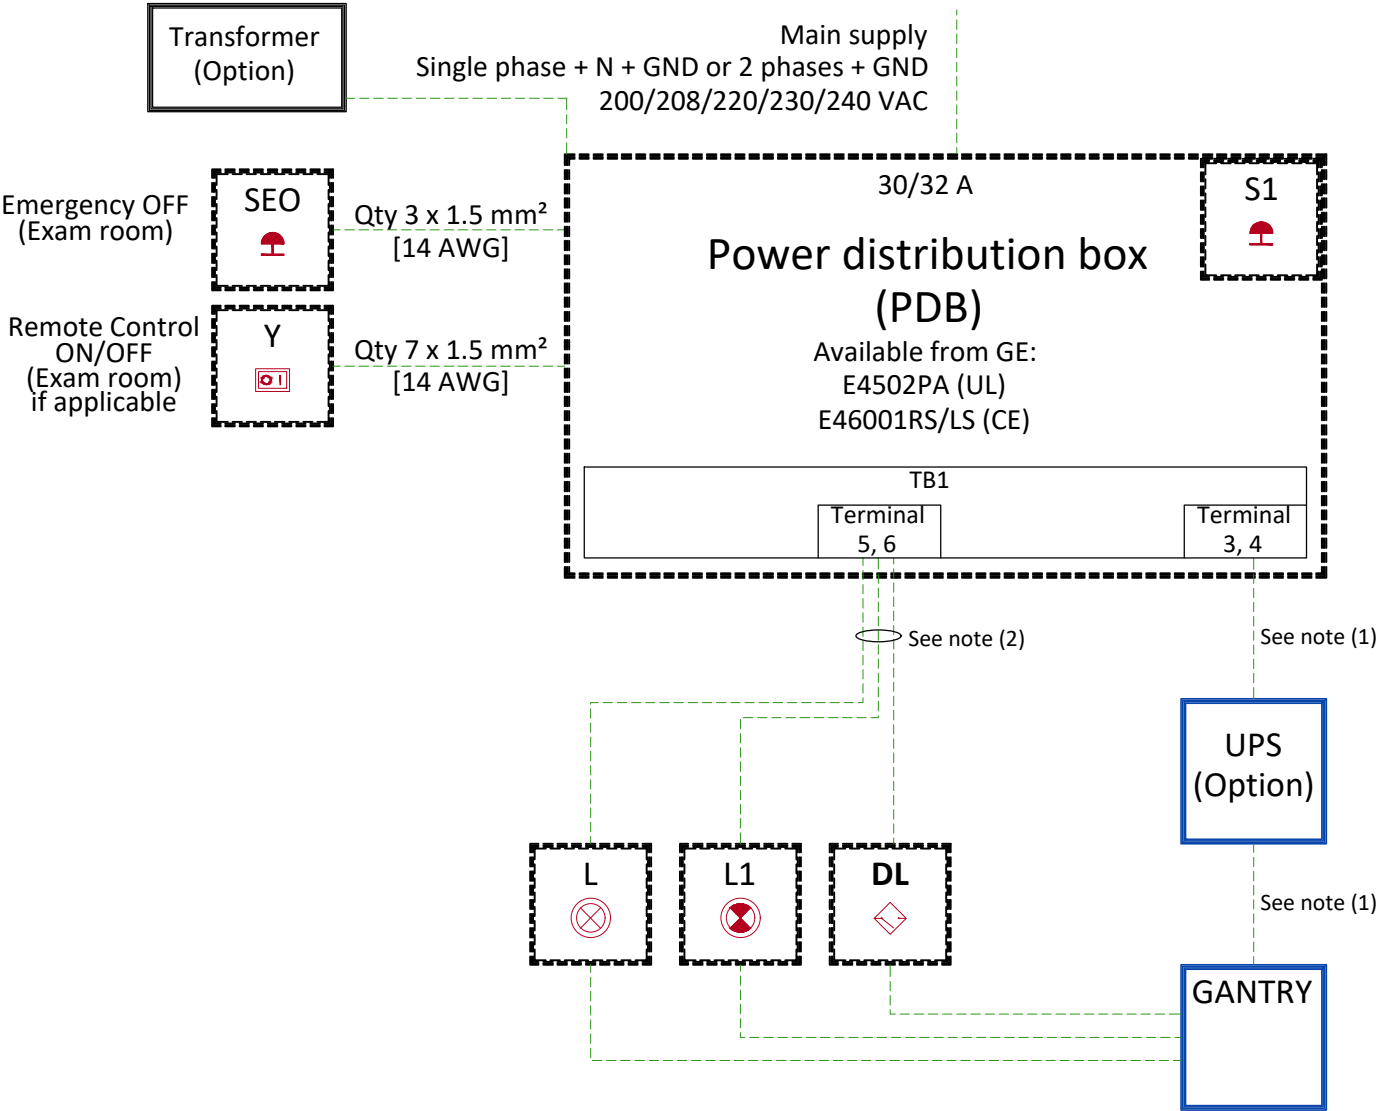 Transformer
(Option)
Main supply
Single phase + N + GND or 2 phases + GND
200/208/220/230/240 VAC
Emergency OFF
(Exam room)
SEO
Qty 3 x 1.5 mm²
[14 AWG]
Remote Control
ON/OFF
(Exam room)
if applicable
Y
Qty 7 x 1.5 mm²
[14 AWG]
30/32 A
S1
Power distribution box
(PDB)
Available from GE:
E4502PA (UL)
E46001RS/LS (CE)
TB1
Terminal
5, 6
Terminal
3, 4
See note (2)
See note (1)
UPS
(Option)
L
L1
DL
See note (1)
GANTRY